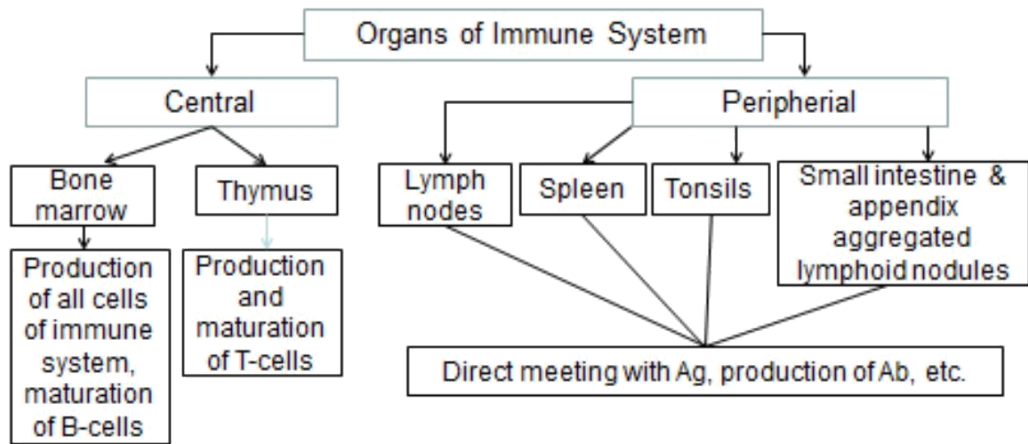 Organs of Immune System
Central
Peripherial
Bone
marrow
Thymus
Lymph
nodes
Spleen
Tonsils
Small intestine &
appendix
aggregated
lymphoid nodules
Production
of all cells
of immune
system,
maturation
of B-cells
Production
and
maturation
of T-cells
Direct meeting with Ag, production of Ab, etc.